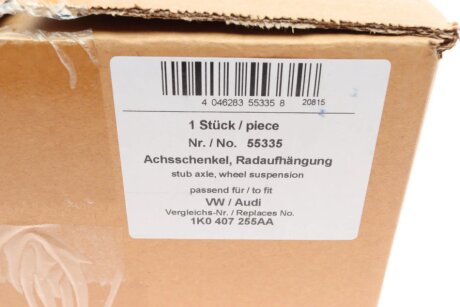 4 046283 55335 8 20815
1 Stück / piece
Nr. / No. 55335
Achsschenkel, Radaufhängung
stub axle, wheel suspension
passend für / to fit
VW / Audi
Vergleichs-Nr. / Replaces No.
1K0 407 255AA